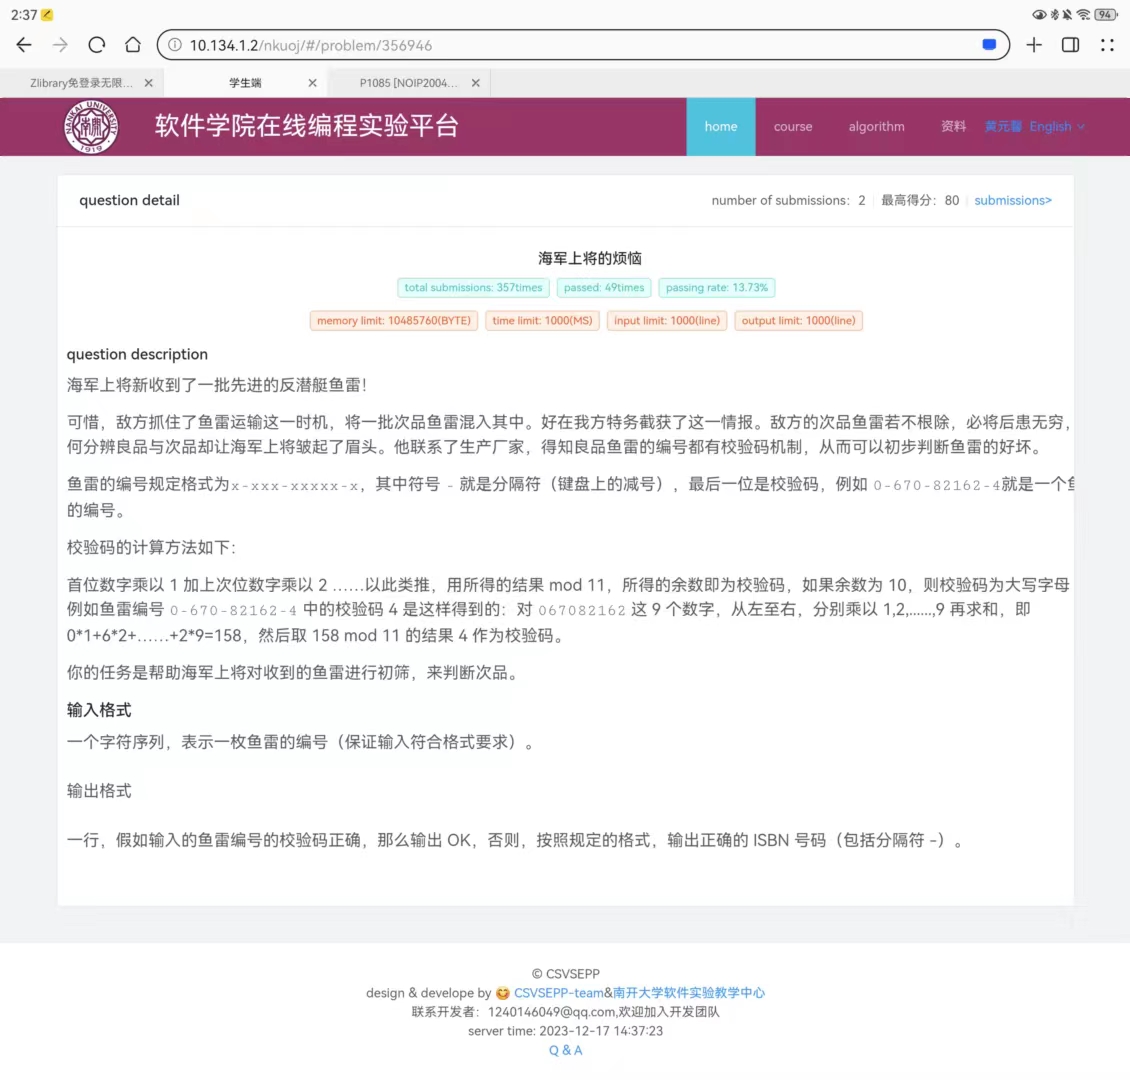 2:37
94
10.134.1.2/nkuoj/#/problem/356946
Zlibrary免登录无限... 学生端 P1085 [NOIP2004...
NANKAI UNIVERSITY 1919
软件学院在线编程实验平台 home course algorithm 资料 黄元馨 English
question detail number of submissions: 2 最高得分: 80 submissions>
海军上将的烦恼
total submissions: 357times passed: 49times passing rate: 13.73%
memory limit: 10485760(BYTE) time limit: 1000(MS) input limit: 1000(line) output limit: 1000(line)
question description
海军上将新收到了一批先进的反潜艇鱼雷！
可惜，敌方抓住了鱼雷运输这一时机，将一批次品鱼雷混入其中。好在我方特务截获了这一情报。敌方的次品鱼雷若不根除，必将后患无穷，
何分辨良品与次品却让海军上将皱起了眉头。他联系了生产厂家，得知良品鱼雷的编号都有校验码机制，从而可以初步判断鱼雷的好坏。
鱼雷的编号规定格式为x-xxx-xxxxx-x，其中符号 - 就是分隔符（键盘上的减号），最后一位是校验码，例如 0-670-82162-4就是一个
的编号。
校验码的计算方法如下：
首位数字乘以 1 加上次位数字乘以 2 ……以此类推，用所得的结果 mod 11，所得的余数即为校验码，如果余数为 10，则校验码为大写字母
例如鱼雷编号 0-670-82162-4 中的校验码 4 是这样得到的：对 067082162 这 9 个数字，从左至右，分别乘以 1,2,......,9 再求和，即
0*1+6*2+……+2*9=158，然后取 158 mod 11 的结果 4 作为校验码。
你的任务是帮助海军上将对收到的鱼雷进行初筛，来判断次品。
输入格式
一个字符序列，表示一枚鱼雷的编号（保证输入符合格式要求）。
输出格式
一行，假如输入的鱼雷编号的校验码正确，那么输出 OK，否则，按照规定的格式，输出正确的 ISBN 号码（包括分隔符 -）。
© CSVSEPP
design & develope by 😋 CSVSEPP-team&南开大学软件实验教学中心
联系开发者：1240146049@qq.com,欢迎加入开发团队
server time: 2023-12-17 14:37:23
Q & A